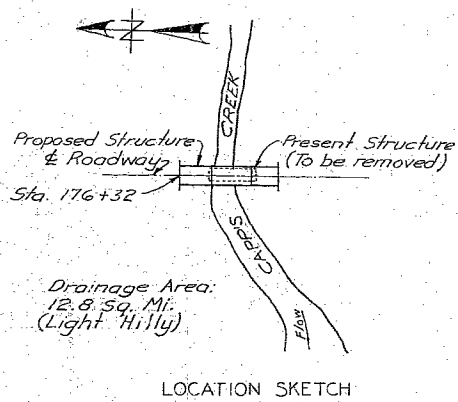 N
CREEK
Proposed Structure
℄ Roadway
Present Structure
(To be removed)
Sta. 176+32
CAPPS
Drainage Area:
12.8 Sq. Mi.
(Light Hilly)
Flow
LOCATION SKETCH